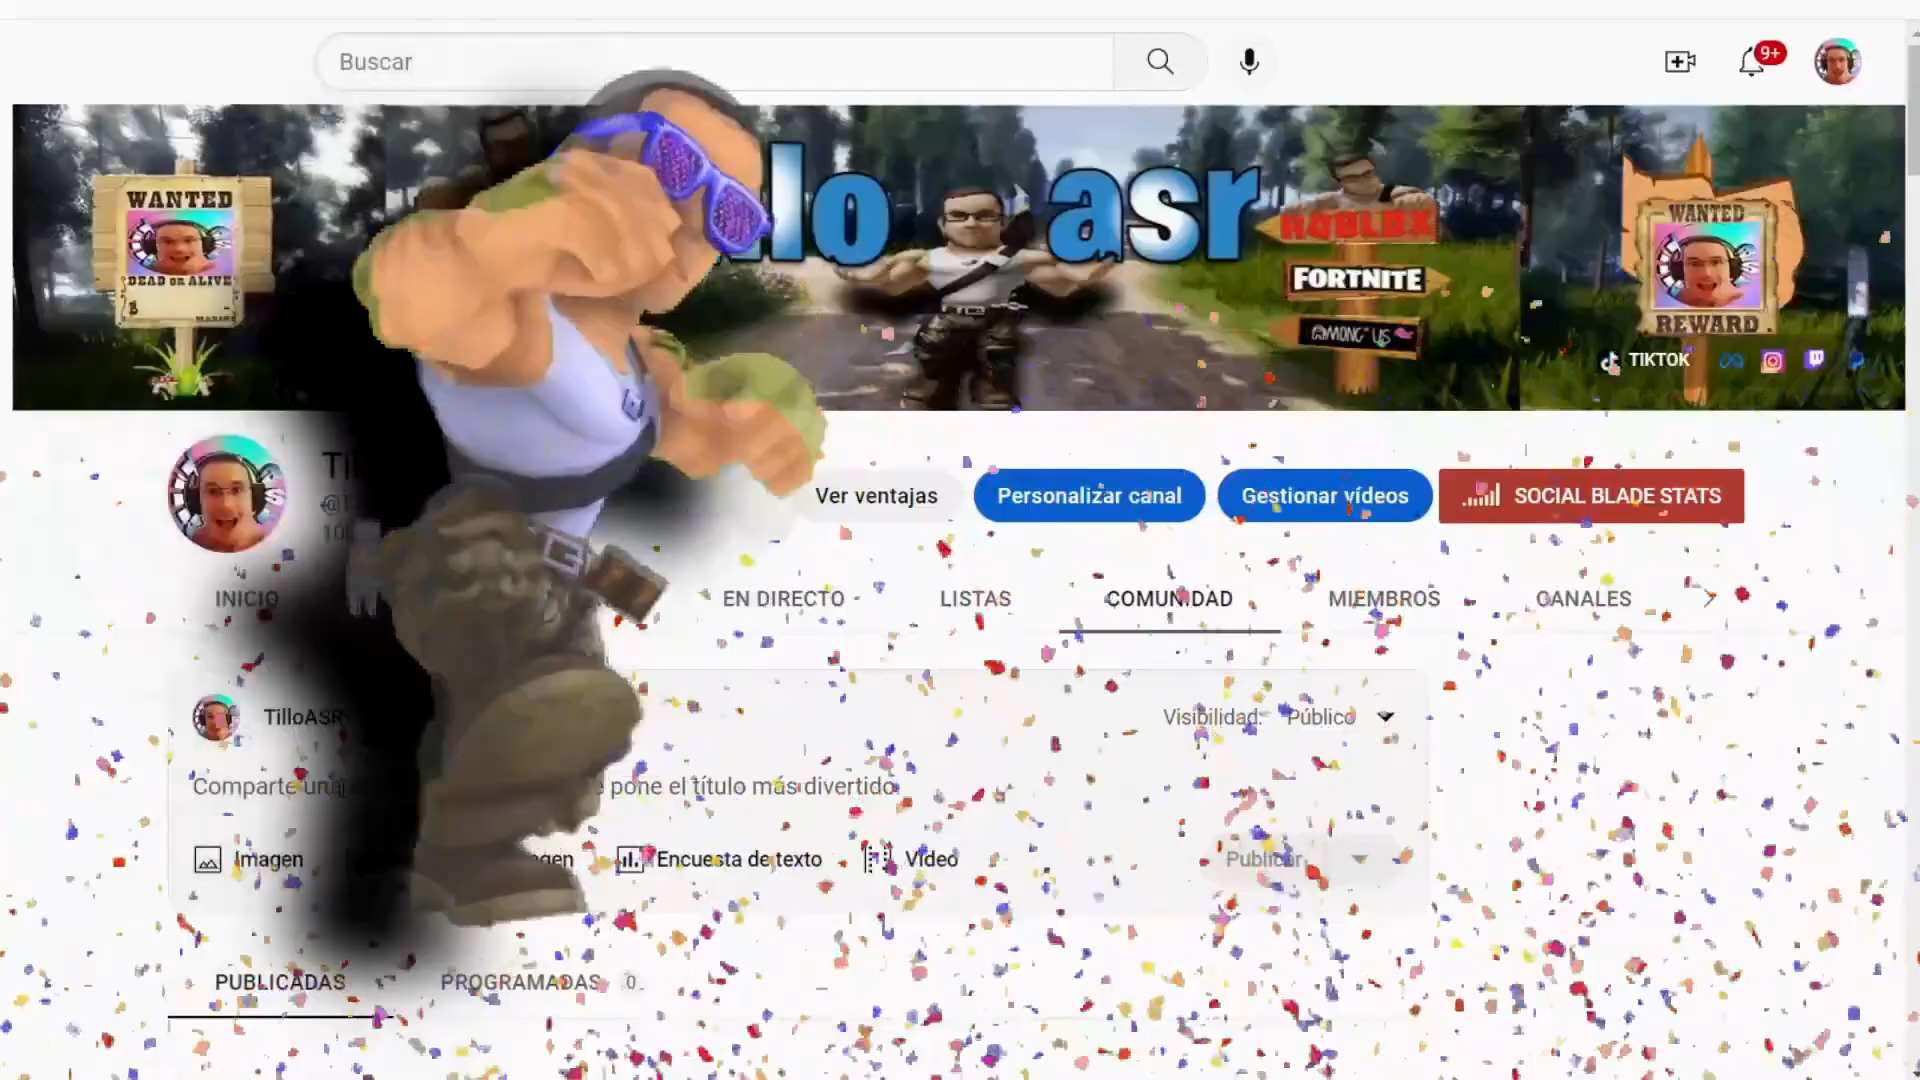 Buscar
9+
WANTED
DEAD OR ALIVE
asr
ROBLOX
FORTNITE
AMONG US
WANTED
REWARD
TIKTOK
Ver ventajas
Personalizar canal
Gestionar vídeos
SOCIAL BLADE STATS
INICIO
EN DIRECTO
LISTAS
COMUNIDAD
MIEMBROS
CANALES
TilloASR
Visibilidad: Público
Comparte una
pone el título más divertido
Imagen
Encuesta de texto
Vídeo
Publicar
PUBLICADAS
PROGRAMADAS 0